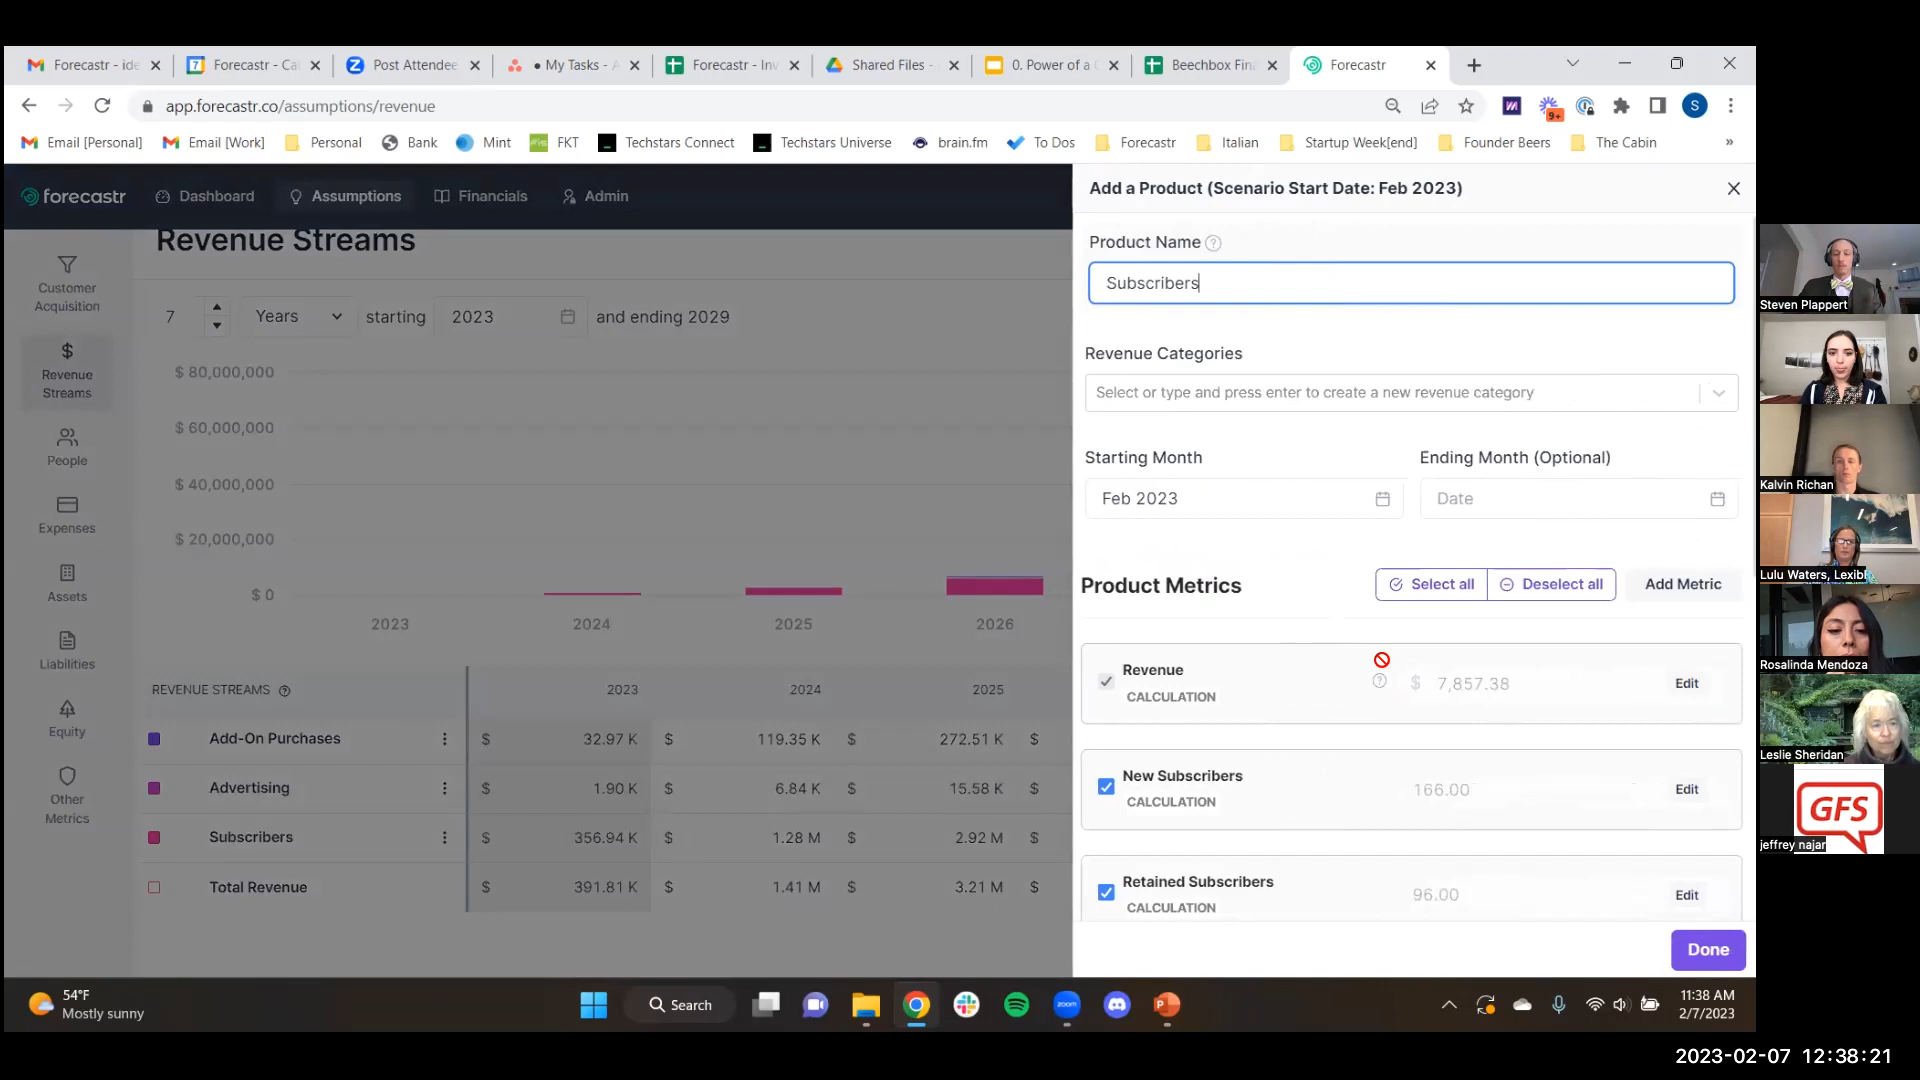 Forecastr - ide
Forecastr - Ca
Post Attendee
My Tasks - A
Forecastr - Inv
Shared Files -
0. Power of a
Beechbox Fin
Forecastr
app.forecastr.co/assumptions/revenue
9+
S
Email [Personal]
Email [Work]
Personal
Bank
Mint
FKT
Techstars Connect
Techstars Universe
brain.fm
To Dos
Forecastr
Italian
Startup Week[end]
Founder Beers
The Cabin
»
forecastr
Dashboard
Assumptions
Financials
Admin
Customer
Acquisition
Revenue
Streams
People
Expenses
Assets
Liabilities
Equity
Other
Metrics
Revenue Streams
7 Years starting 2023 and ending 2029
$ 80,000,000
$ 60,000,000
$ 40,000,000
$ 20,000,000
$ 0
2023 2024 2025 2026
REVENUE STREAMS 2023 2024 2025
Add-On Purchases $ 32.97 K $ 119.35 K $ 272.51 K $
Advertising $ 1.90 K $ 6.84 K $ 15.58 K $
Subscribers $ 356.94 K $ 1.28 M $ 2.92 M $
Total Revenue $ 391.81 K $ 1.41 M $ 3.21 M $
Add a Product (Scenario Start Date: Feb 2023)
Product Name
Subscribers
Revenue Categories
Select or type and press enter to create a new revenue category
Starting Month Ending Month (Optional)
Feb 2023 Date
Product Metrics Select all Deselect all Add Metric
Revenue
CALCULATION
$ 7,857.38 Edit
New Subscribers
CALCULATION
166.00 Edit
Retained Subscribers
CALCULATION
96.00 Edit
Done
Steven Plappert
Kalvin Richan
Lulu Waters, Lexibl
Rosalinda Mendoza
Leslie Sheridan
GFS
jeffrey najar
54°F
Mostly sunny
Search
zoom
11:38 AM
2/7/2023
2023-02-07 12:38:21